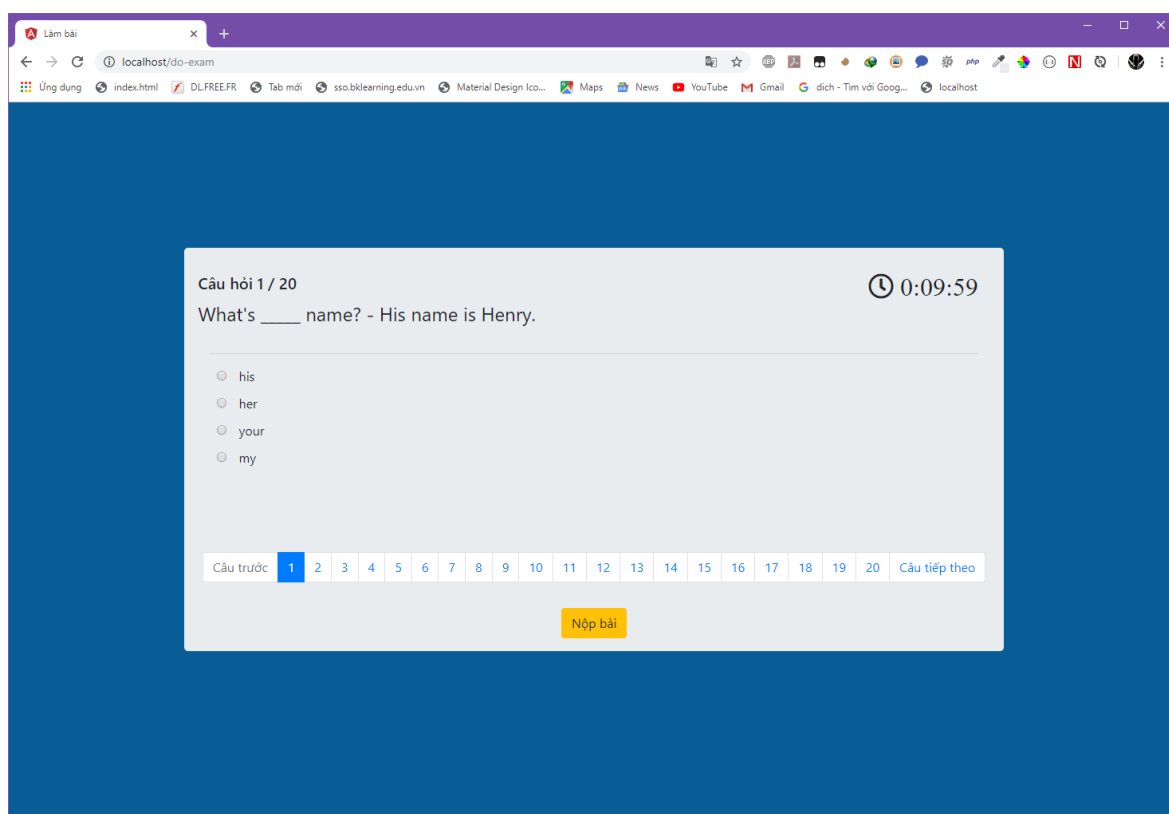 Làm bài
localhost/do-exam
Ứng dụng index.html DL.FREE.FR Tab mới sso.bklearning.edu.vn Material Design Ico... Maps News YouTube Gmail dich - Tìm với Goog... localhost
Câu hỏi 1 / 20
0:09:59
What's _____ name? - His name is Henry.
his
her
your
my
Câu trước 1 2 3 4 5 6 7 8 9 10 11 12 13 14 15 16 17 18 19 20 Câu tiếp theo
Nộp bài